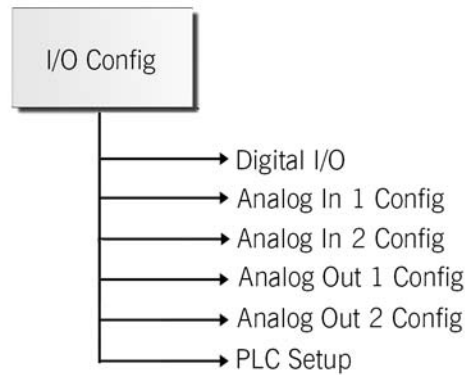 I/O Config
Digital I/O
Analog In 1 Config
Analog In 2 Config
Analog Out 1 Config
Analog Out 2 Config
PLC Setup